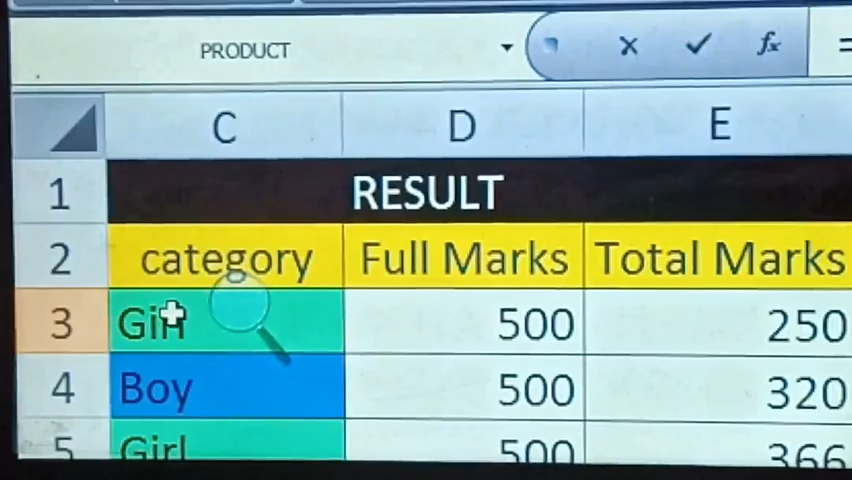 PRODUCT fx =
C D E
1 RESULT
2 category Full Marks Total Marks
3 Girl 500 250
4 Boy 500 320
5 Girl 500 366